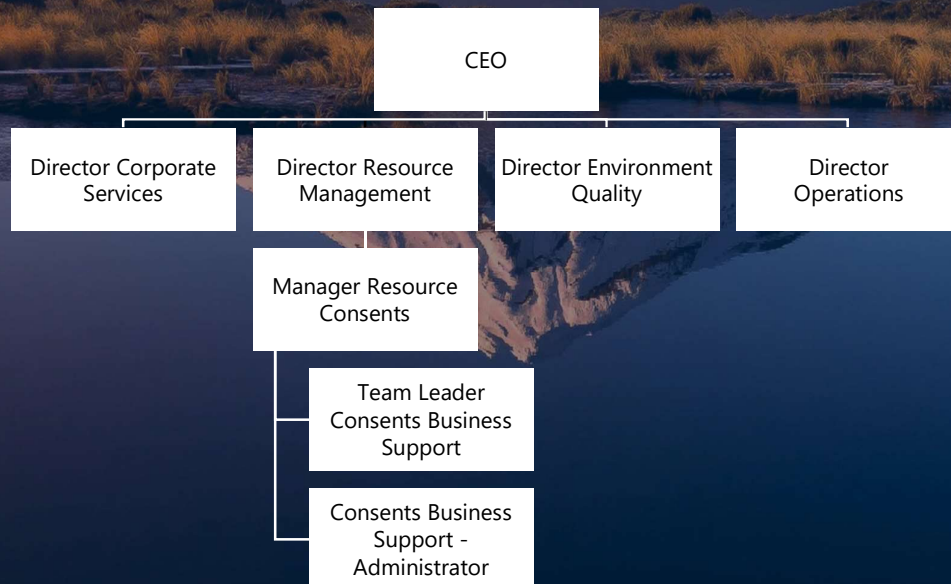 CEO
Director Corporate
Services
Director Resource
Management
Director Environment
Quality
Director
Operations
Manager Resource
Consents
Team Leader
Consents Business
Support
Consents Business
Support -
Administrator